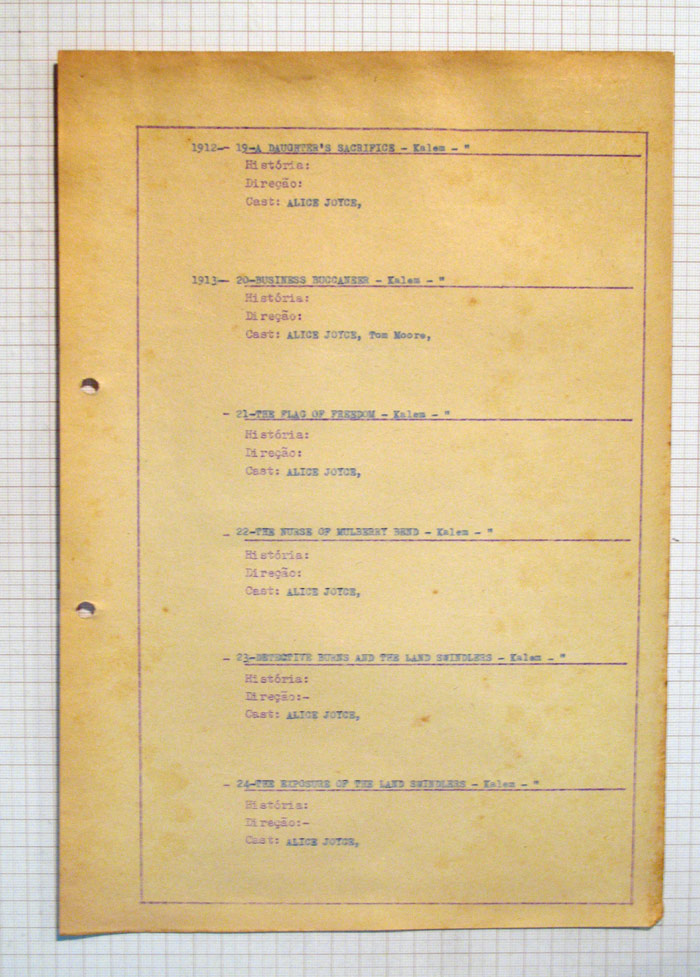 1912-- 19-A DAUGHTER'S SACRIFICE - Kalem - "
História:
Direção:
Cast: ALICE JOYCE,
1913-- 20-BUSINESS BUCCANEER - Kalem - "
História:
Direção:
Cast: ALICE JOYCE, Tom Moore,
- 21-THE FLAG OF FREEDOM - Kalem - "
História:
Direção:
Cast: ALICE JOYCE,
- 22-THE NURSE OF MULBERRY BEND - Kalem - "
História:
Direção:
Cast: ALICE JOYCE,
- 23-DETECTIVE BURNS AND THE LAND SWINDLERS - Kalem - "
História:
Direção:-
Cast: ALICE JOYCE,
- 24-THE EXPOSURE OF THE LAND SWINDLERS - Kalem - "
História:
Direção:-
Cast: ALICE JOYCE,